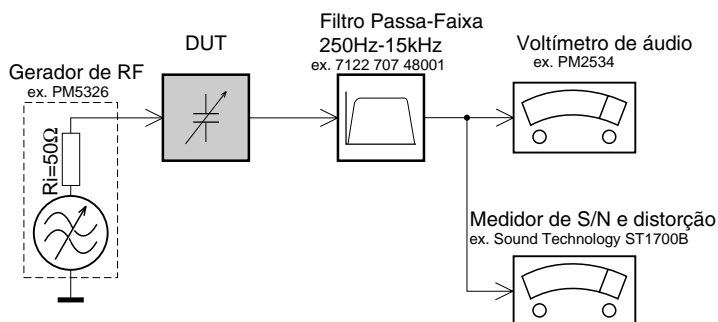 Gerador de RF
ex. PM5326
Ri=50Ω
DUT
Filtro Passa-Faixa
250Hz-15kHz
ex. 7122 707 48001
Voltímetro de áudio
ex. PM2534
Medidor de S/N e distorção
ex. Sound Technology ST1700B